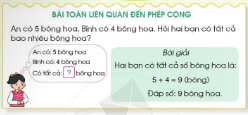 BÀI TOÁN LIÊN QUAN ĐẾN PHÉP CỘNG
An có 5 bông hoa. Bình có 4 bông hoa. Hỏi hai bạn có tất cả
bao nhiêu bông hoa?
An có: 5 bông hoa
Bình có: 4 bông hoa
Có tất cả: ? bông hoa
Bài giải
Hai bạn có tất cả số bông hoa là:
5 + 4 = 9 (bông)
Đáp số: 9 bông hoa.